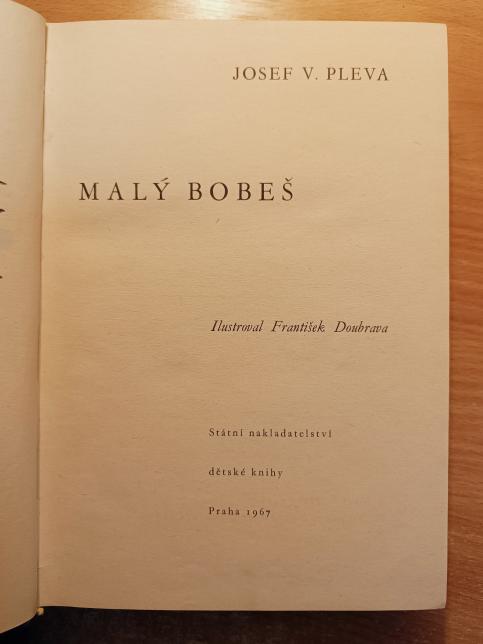 JOSEF V. PLEVA
MALÝ BOBEŠ
Ilustroval František Doubrava
Státní nakladatelství
dětské knihy
Praha 1967